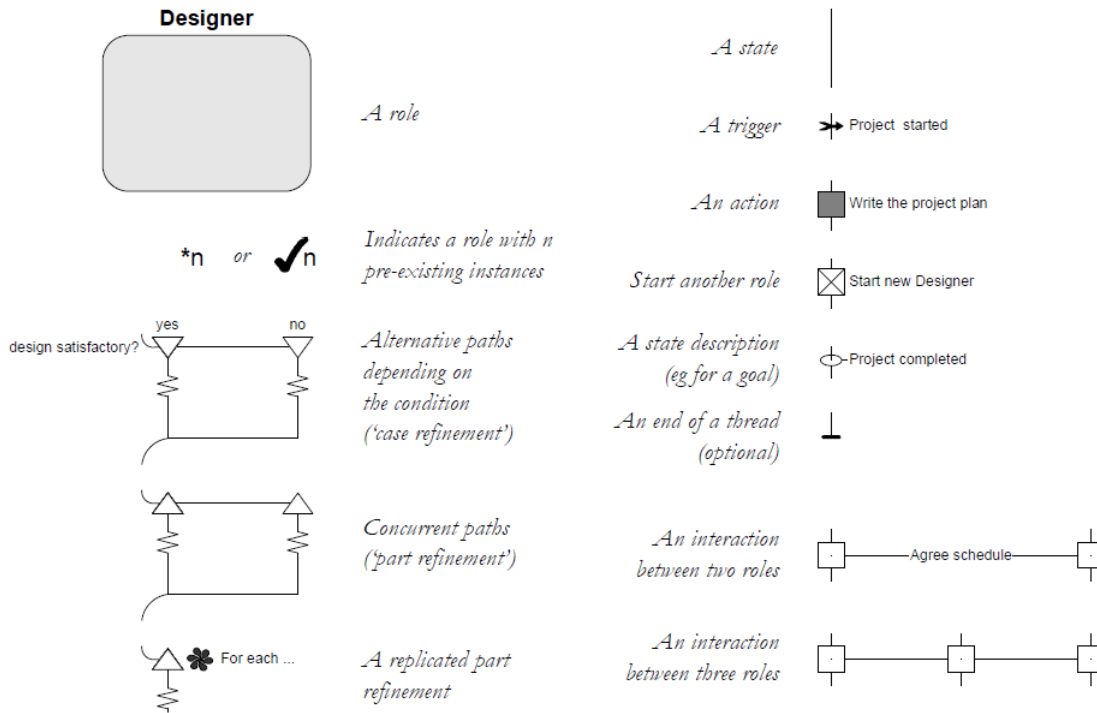 Designer
A role
*n or ✔n
Indicates a role with n
pre-existing instances
yes no
design satisfactory?
Alternative paths
depending on
the condition
('case refinement')
Concurrent paths
('part refinement')
For each ...
A replicated part
refinement
A state
A trigger
Project started
An action
Write the project plan
Start another role
Start new Designer
A state description
(eg for a goal)
Project completed
An end of a thread
(optional)
An interaction
between two roles
Agree schedule
An interaction
between three roles